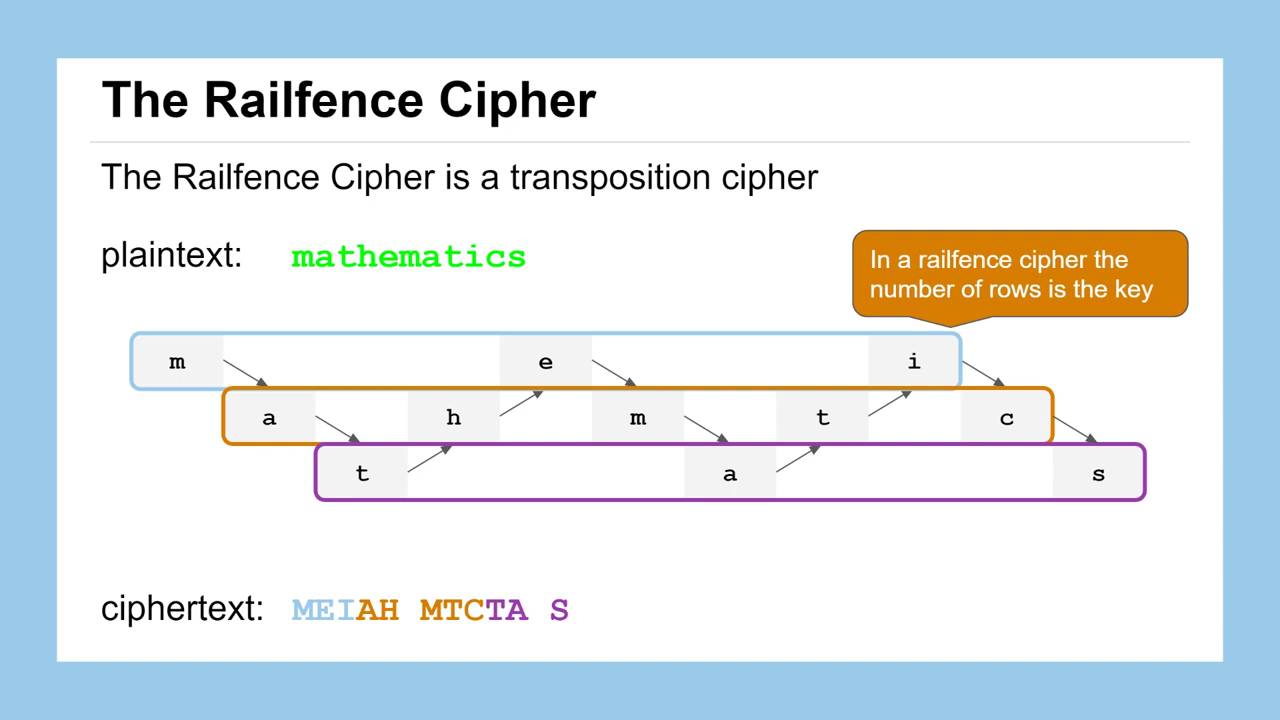 The Railfence Cipher
The Railfence Cipher is a transposition cipher
plaintext: mathematics
In a railfence cipher the
number of rows is the key
m e i
a h m t c
t a s
ciphertext: MEIAH MTCTA S